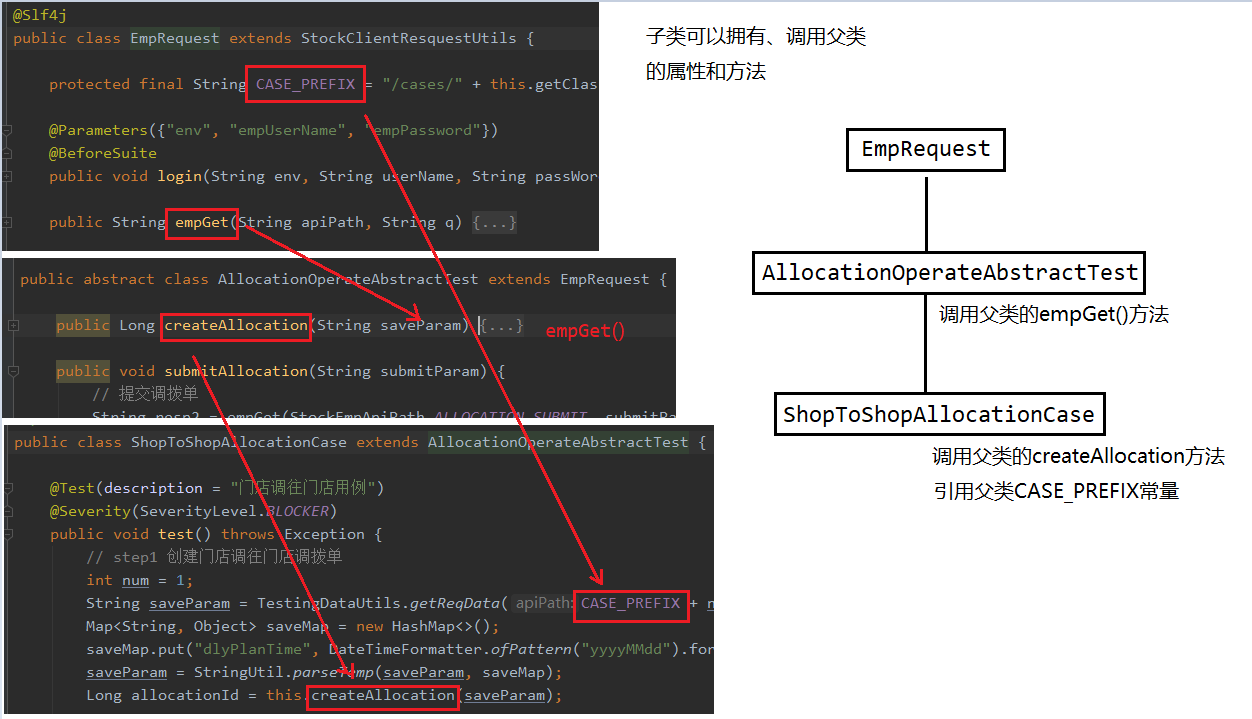 @Slf4j
public class EmpRequest extends StockClientResquestUtils {
protected final String CASE_PREFIX = "/cases/" + this.getClas
@Parameters({"env", "empUserName", "empPassword"})
@BeforeSuite
public void login(String env, String userName, String passWor
public String empGet(String apiPath, String q) {...}
public abstract class AllocationOperateAbstractTest extends EmpRequest {
public Long createAllocation(String saveParam) {...}
empGet()
public void submitAllocation(String submitParam) {
// 提交调拨单
String resp2 = empGet(StockEmpApiPath.ALLOCATION_SUBMIT, submitPa
public class ShopToShopAllocationCase extends AllocationOperateAbstractTest {
@Test(description = "门店调往门店用例")
@Severity(SeverityLevel.BLOCKER)
public void test() throws Exception {
// step1 创建门店调往门店调拨单
int num = 1;
String saveParam = TestingDataUtils.getReqData( apiPath: CASE_PREFIX + n
Map<String, Object> saveMap = new HashMap<>();
saveMap.put("dlyPlanTime", DateTimeFormatter.ofPattern("yyyyMMdd").for
saveParam = StringUtil.parseTemp(saveParam, saveMap);
Long allocationId = this.createAllocation(saveParam);
子类可以拥有、调用父类
的属性和方法
EmpRequest
AllocationOperateAbstractTest
调用父类的empGet()方法
ShopToShopAllocationCase
调用父类的createAllocation方法
引用父类CASE_PREFIX常量